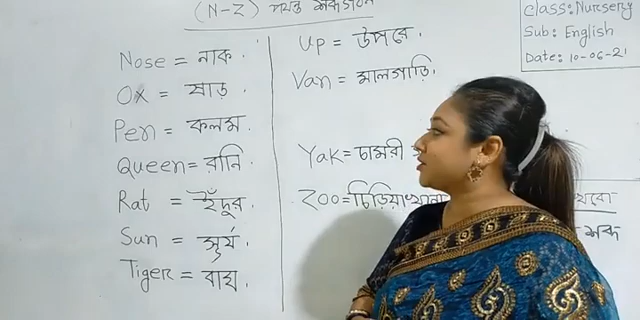 (N-Z) পর্যন্ত শব্দ গঠন
Nose = নাক.
Ox = ষাড়.
Pen = কলম.
Queen = রানি.
Rat = ইঁদুর.
Sun = সূর্য.
Tiger = বাঘ.
Up = উপরে.
Van = মালগাড়ি.
Yak = চামরী
Zoo = চিড়িয়াখানা
Class: Nursery
Sub: English
Date: 10-06-21
শব্দ